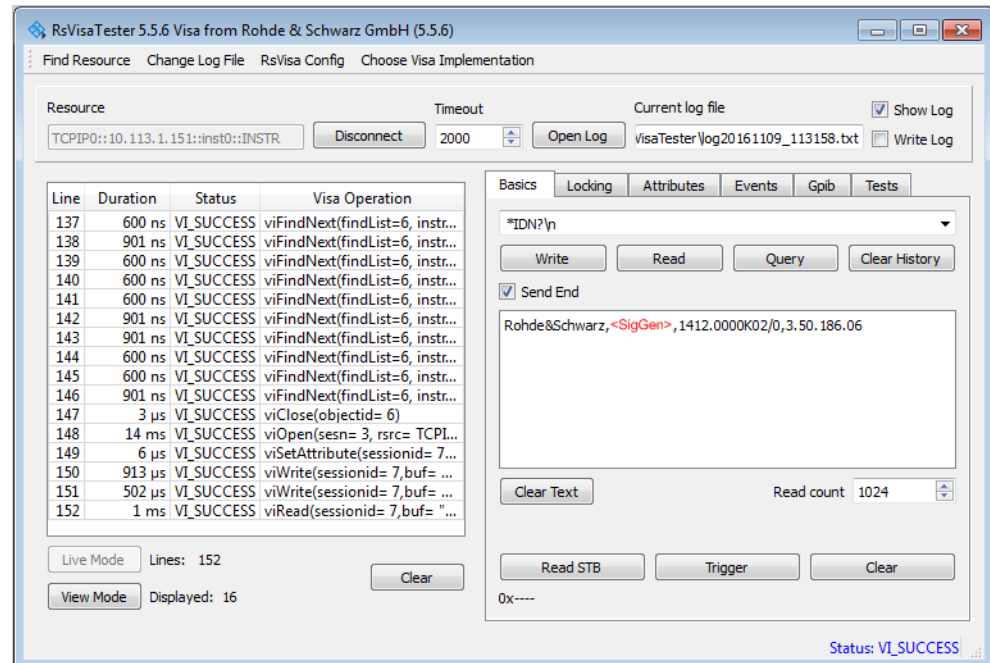 RsVisaTester 5.5.6 Visa from Rohde & Schwarz GmbH (5.5.6)
Find Resource Change Log File RsVisa Config Choose Visa Implementation
Resource Timeout Current log file Show Log
TCPIP0::10.113.1.151::inst0::INSTR Disconnect 2000 Open Log VisaTester\log20161109_113158.txt Write Log
Basics Locking Attributes Events Gpib Tests
Line Duration Status Visa Operation
137 600 ns VI_SUCCESS viFindNext(findList=6, instr...
138 901 ns VI_SUCCESS viFindNext(findList=6, instr...
139 600 ns VI_SUCCESS viFindNext(findList=6, instr...
140 600 ns VI_SUCCESS viFindNext(findList=6, instr...
141 600 ns VI_SUCCESS viFindNext(findList=6, instr...
142 901 ns VI_SUCCESS viFindNext(findList=6, instr...
143 901 ns VI_SUCCESS viFindNext(findList=6, instr...
144 600 ns VI_SUCCESS viFindNext(findList=6, instr...
145 600 ns VI_SUCCESS viFindNext(findList=6, instr...
146 901 ns VI_SUCCESS viFindNext(findList=6, instr...
147 3 µs VI_SUCCESS viClose(objectid= 6)
148 14 ms VI_SUCCESS viOpen(sesn= 3, rsrc= TCPI...
149 6 µs VI_SUCCESS viSetAttribute(sessionid= 7...
150 913 µs VI_SUCCESS viWrite(sessionid= 7,buf= ...
151 502 µs VI_SUCCESS viWrite(sessionid= 7,buf= ...
152 1 ms VI_SUCCESS viRead(sessionid= 7,buf= "...
Live Mode Lines: 152
Clear
View Mode Displayed: 16
*IDN?\n
Write Read Query Clear History
Send End
Rohde&Schwarz,<SigGen>,1412.0000K02/0,3.50.186.06
Clear Text Read count 1024
Read STB Trigger Clear
0x----
Status: VI_SUCCESS